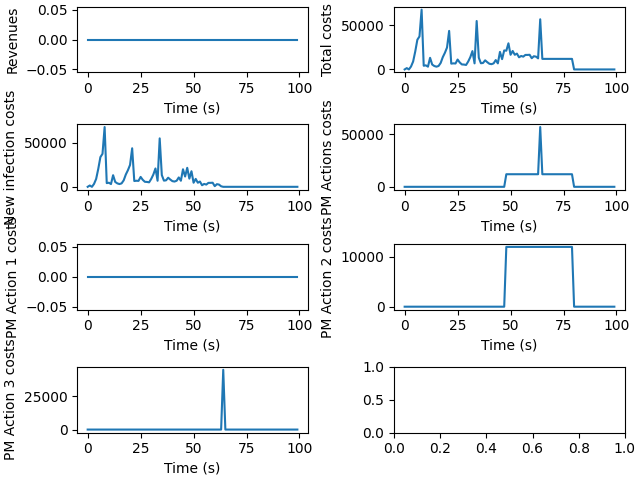 Revenues
0.05
0.00
−0.05
0 25 50 75 100
Time (s)
Total costs
50000
0
0 25 50 75 100
Time (s)
New infection costs
50000
0
0 25 50 75 100
Time (s)
PM Actions costs
50000
0
0 25 50 75 100
Time (s)
PM Action 1 costs
0.05
0.00
−0.05
0 25 50 75 100
Time (s)
PM Action 2 costs
10000
0
0 25 50 75 100
Time (s)
PM Action 3 costs
25000
0
0 25 50 75 100
Time (s)
1.0
0.5
0.0
0.0 0.2 0.4 0.6 0.8 1.0